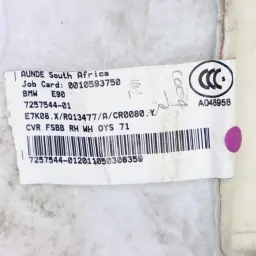 AUNDE South Africa
Job Card: 0010593750
BMW E90
7257544-01
E7K08.X/RQ13477/A/CR0080.Y
CVR FSBB RH WH OYS 71
7257544-012011050308359
CCC
A048958